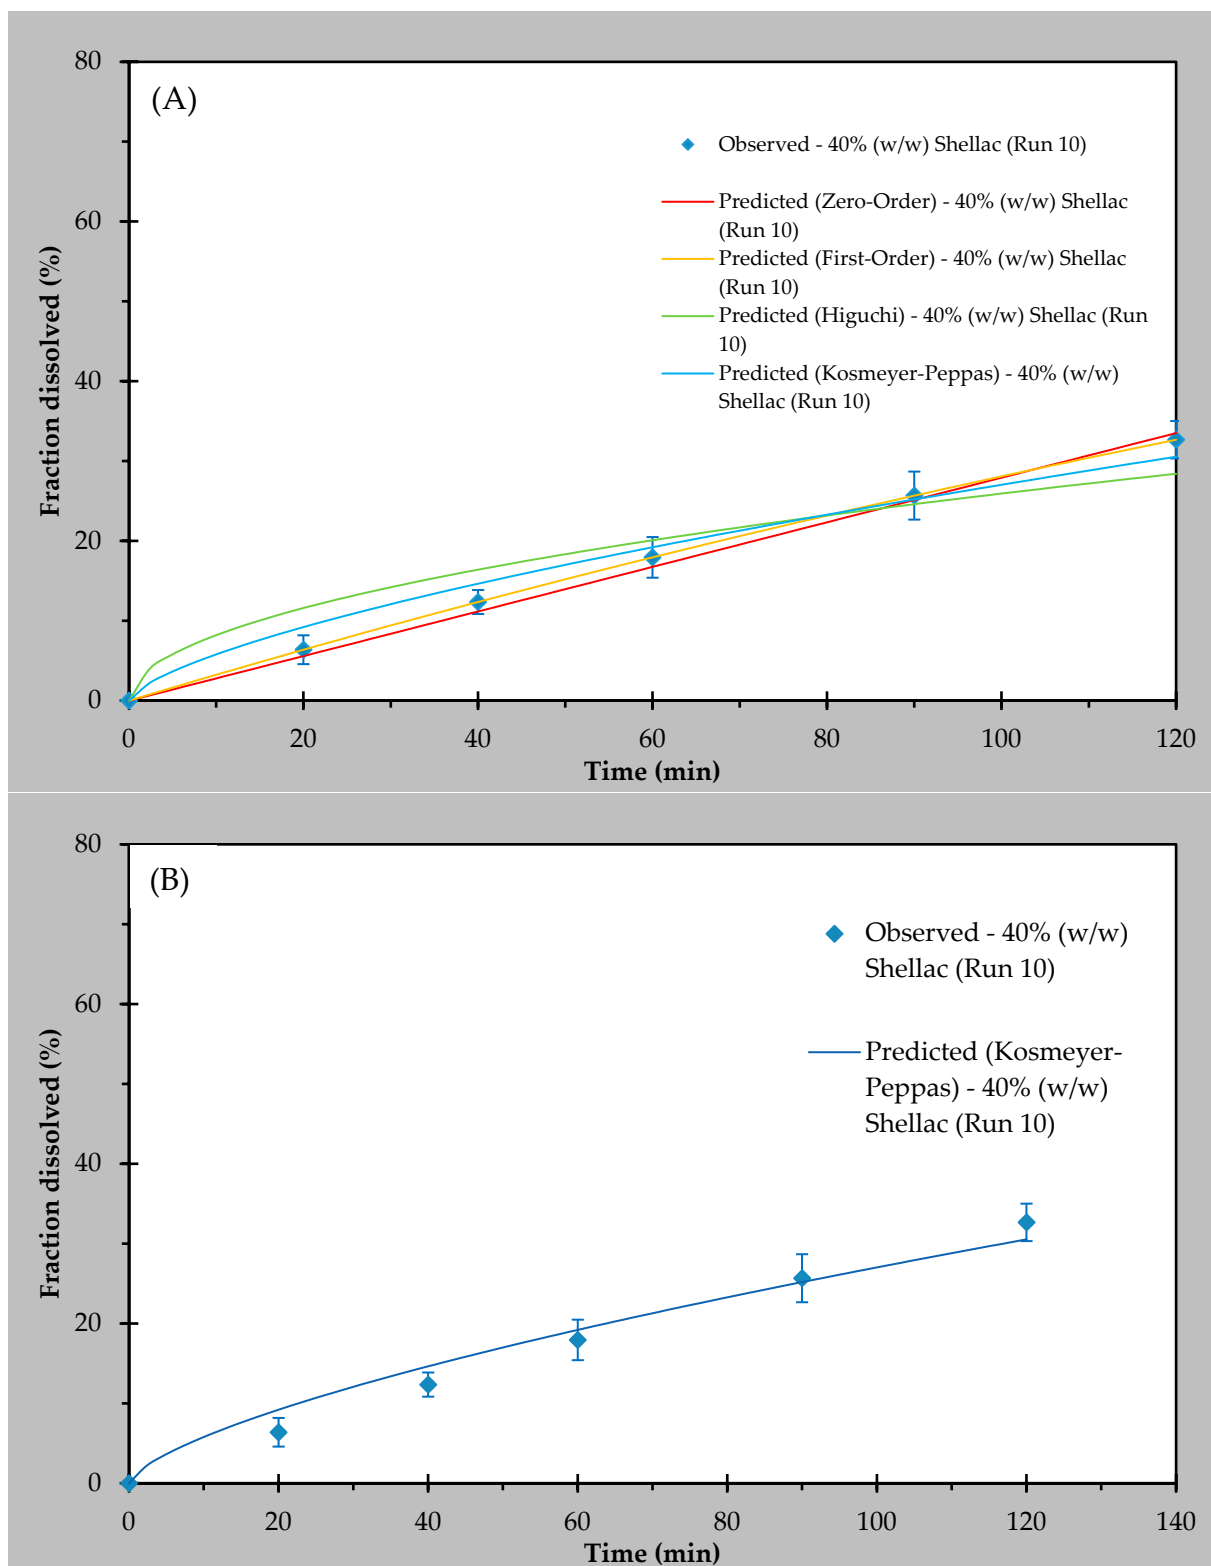 80
(A)
Observed - 40% (w/w) Shellac (Run 10)
Predicted (Zero-Order) - 40% (w/w) Shellac
(Run 10)
Predicted (First-Order) - 40% (w/w) Shellac
(Run 10)
Predicted (Higuchi) - 40% (w/w) Shellac (Run
10)
Predicted (Kosmeyer-Peppas) - 40% (w/w)
Shellac (Run 10)
60
Fraction dissolved (%)
40
20
0
0 20 40 60 80 100 120
Time (min)
80
(B)
Observed - 40% (w/w)
Shellac (Run 10)
Predicted (Kosmeyer-
Peppas) - 40% (w/w)
Shellac (Run 10)
60
Fraction dissolved (%)
40
20
0
0 20 40 60 80 100 120 140
Time (min)